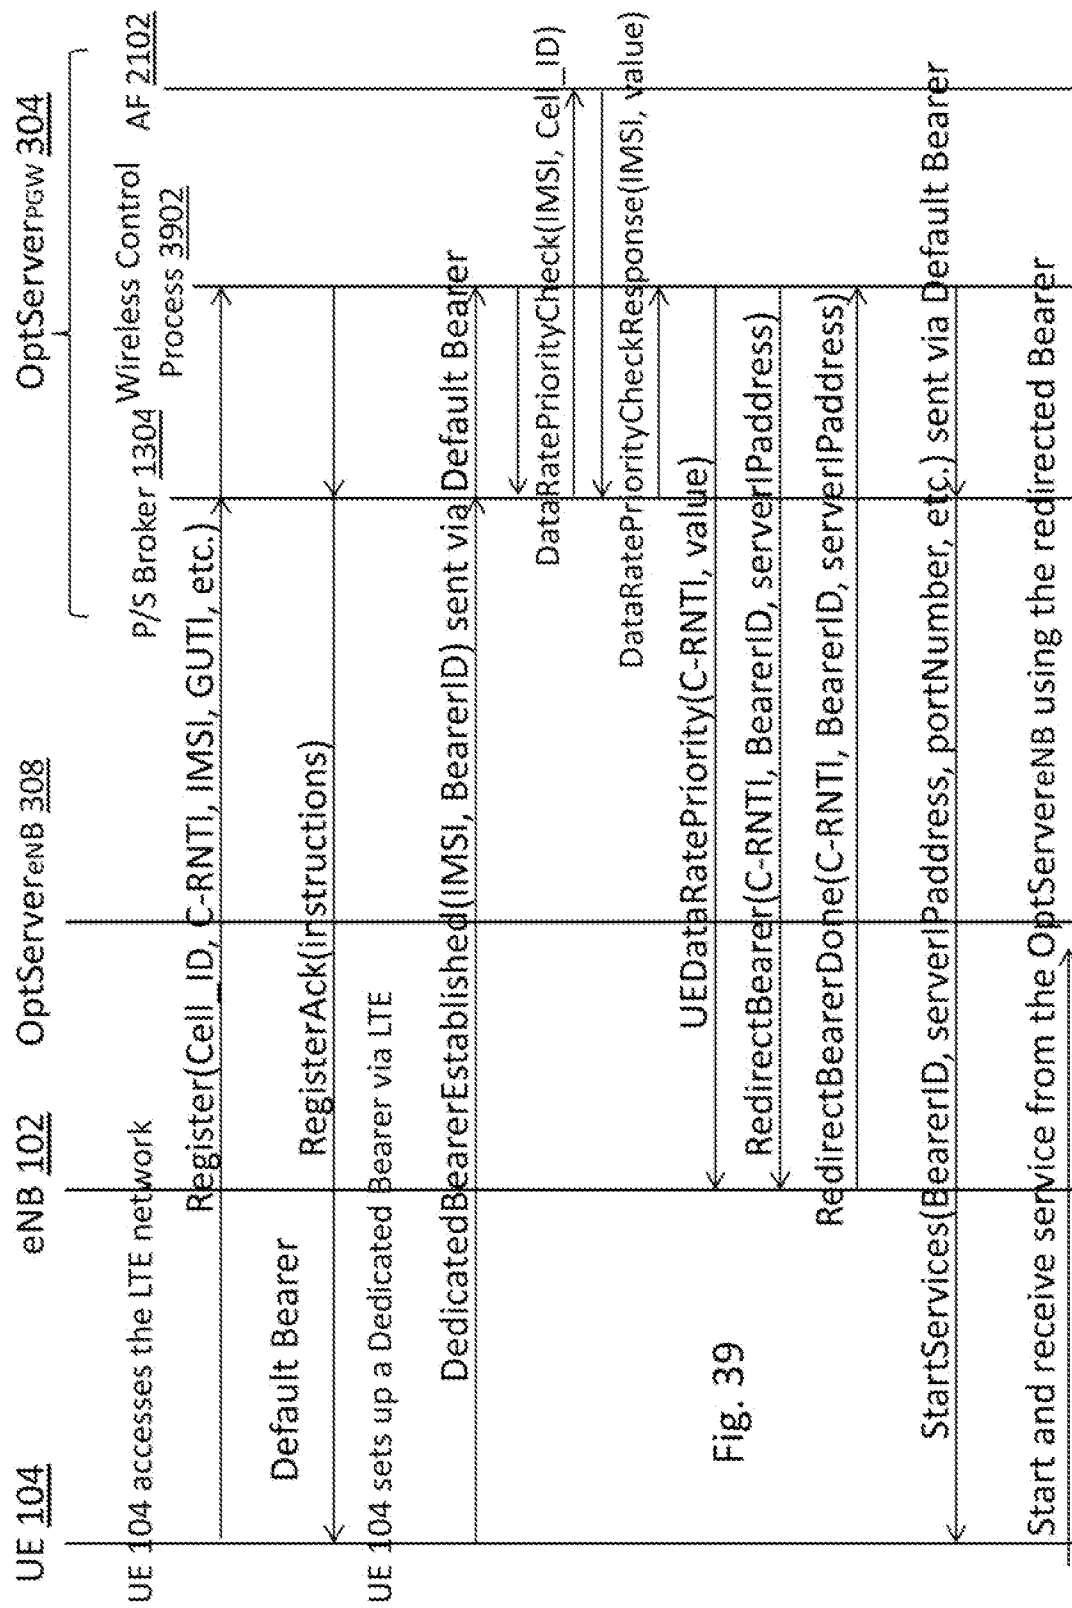 UE 104
eNB 102
OptServereNB 308
OptServerPGW 304
P/S Broker 1304
Wireless Control
Process 3902
AF 2102
UE 104 accesses the LTE network
Register(Cell_ID, C-RNTI, IMSI, GUTI, etc.)
Default Bearer
RegisterAck(instructions)
UE 104 sets up a Dedicated Bearer via LTE
DedicatedBearerEstablished(IMSI, BearerID) sent via Default Bearer
DataRatePriorityCheck(IMSI, Cell_ID)
DataRatePriorityCheckResponse(IMSI, value)
UEDataRatePriority(C-RNTI, value)
RedirectBearer(C-RNTI, BearerID, serverIPaddress)
RedirectBearerDone(C-RNTI, BearerID, serverIPaddress)
StartServices(BearerID, serverIPaddress, portNumber, etc.) sent via Default Bearer
Start and receive service from the OptServereNB using the redirected Bearer
Fig. 39